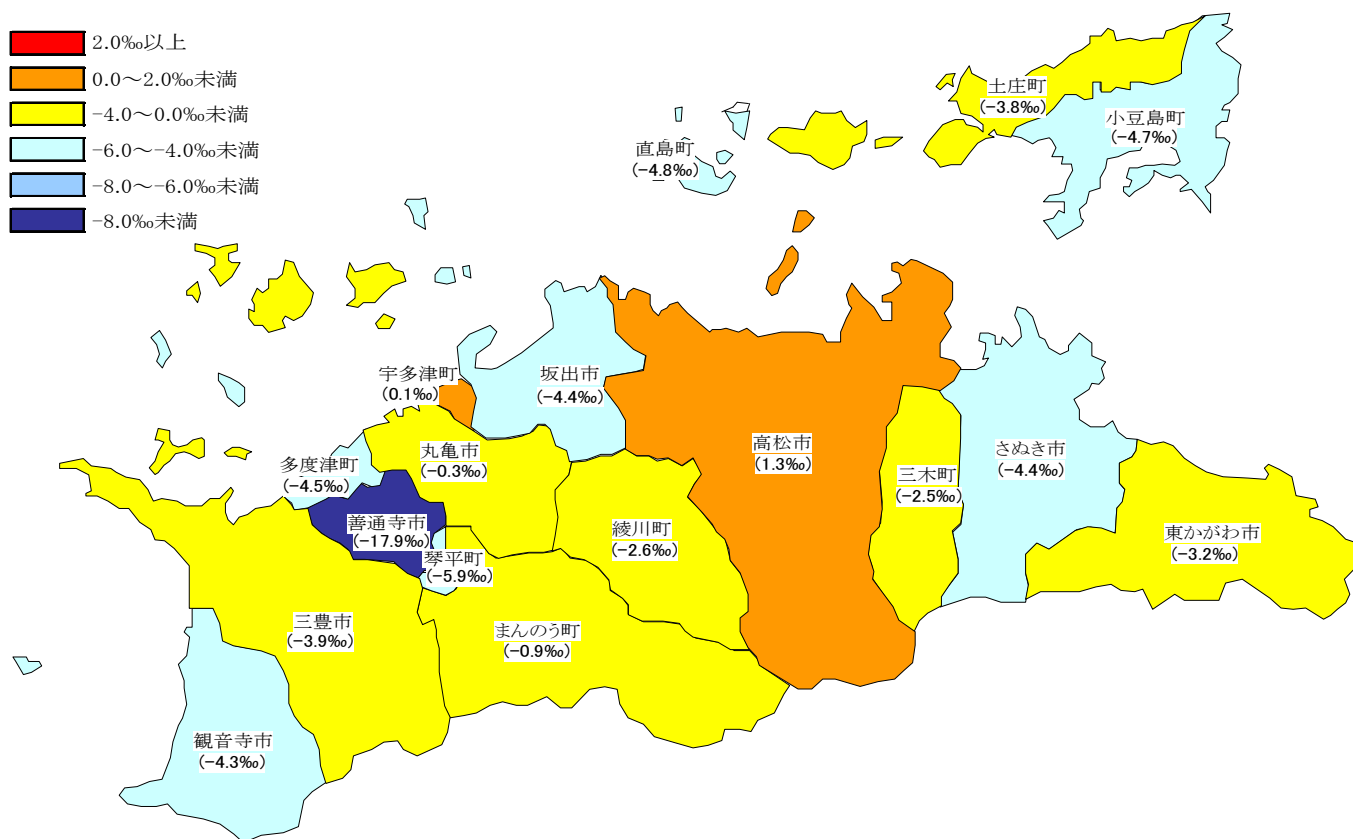 2.0‰以上
0.0～2.0‰未満
-4.0～0.0‰未満
-6.0～-4.0‰未満
-8.0～-6.0‰未満
-8.0‰未満
土庄町
(-3.8‰)
小豆島町
(-4.7‰)
直島町
(-4.8‰)
宇多津町
(0.1‰)
坂出市
(-4.4‰)
高松市
(1.3‰)
さぬき市
(-4.4‰)
丸亀市
(-0.3‰)
多度津町
(-4.5‰)
三木町
(-2.5‰)
善通寺市
(-17.9‰)
綾川町
(-2.6‰)
東かがわ市
(-3.2‰)
琴平町
(-5.9‰)
三豊市
(-3.9‰)
まんのう町
(-0.9‰)
観音寺市
(-4.3‰)